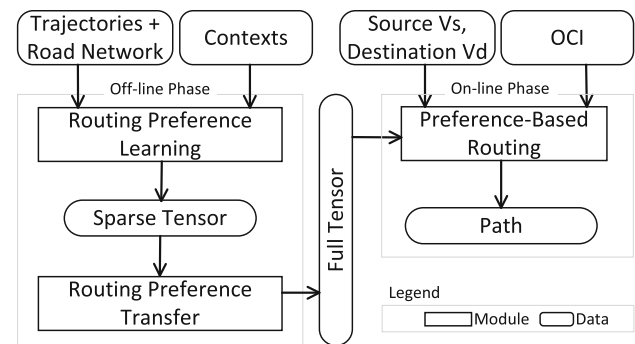 Trajectories +
Road Network
Contexts
Source Vs,
Destination Vd
OCI
Off-line Phase
On-line Phase
Routing Preference
Learning
Sparse Tensor
Routing Preference
Transfer
Full Tensor
Preference-Based
Routing
Path
Legend
Module
Data